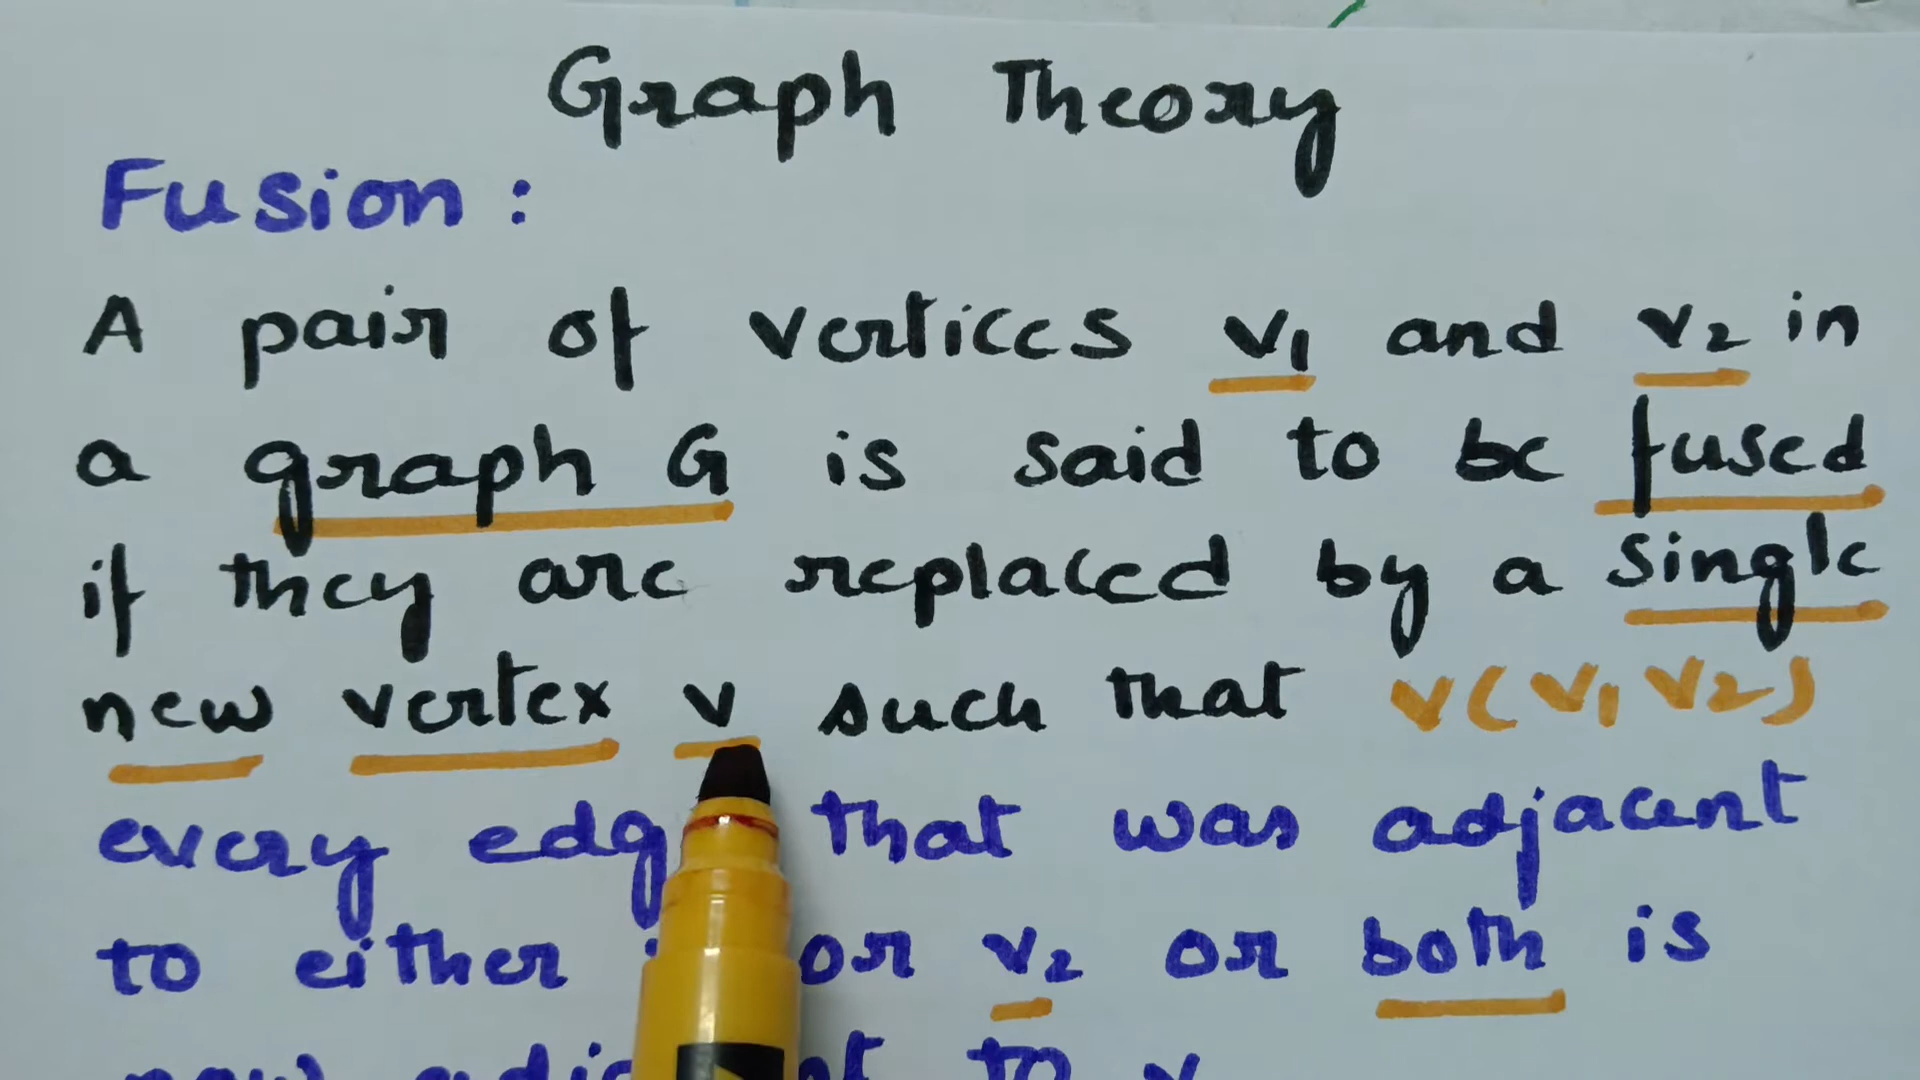 Graph Theory
Fusion :
A pair of vertices v1 and v2 in
a graph G is said to be fused
if they are replaced by a single
new vertex v such that v(v1 v2)
every that was adjacent
to either or v2 or both is
to v